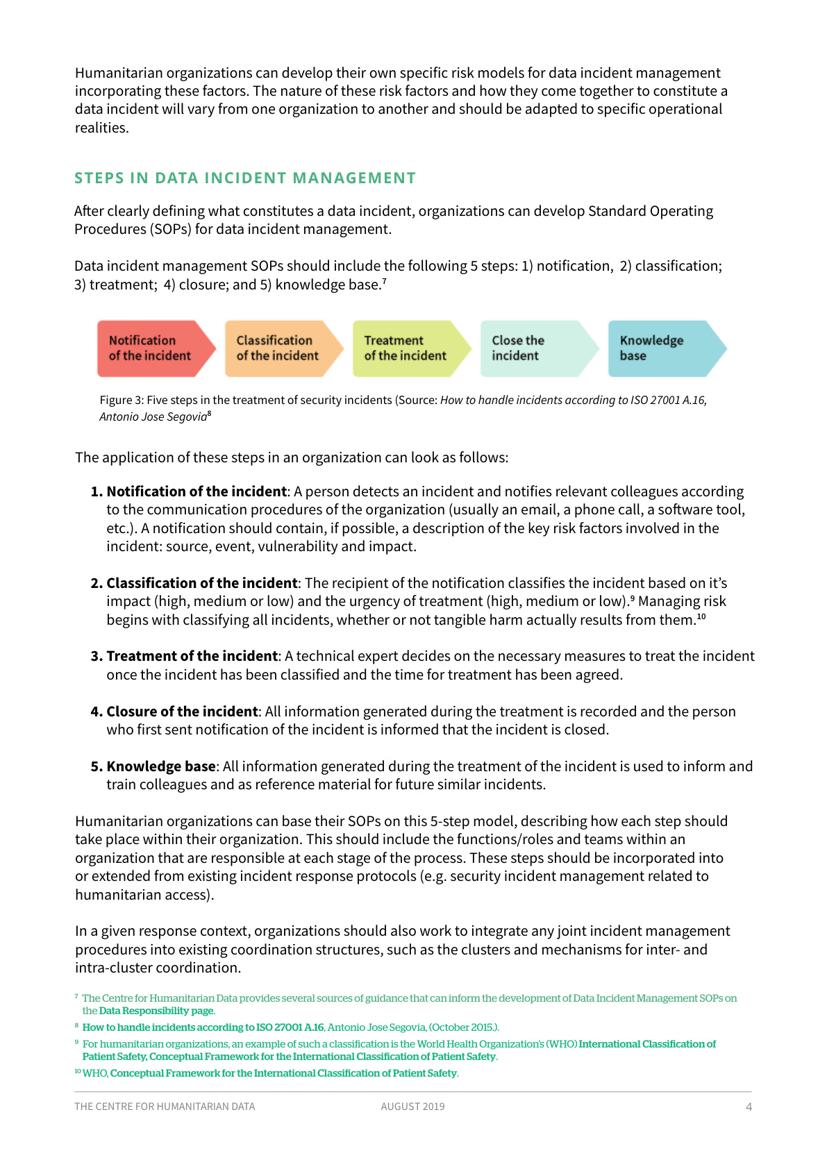 Humanitarian organizations can develop their own specific risk models for data incident management
incorporating these factors. The nature of these risk factors and how they come together to constitute a
data incident will vary from one organization to another and should be adapted to specific operational
realities.
STEPS IN DATA INCIDENT MANAGEMENT
After clearly defining what constitutes a data incident, organizations can develop Standard Operating
Procedures (SOPs) for data incident management.
Data incident management SOPs should include the following 5 steps: 1) notification,  2) classification;
3) treatment;  4) closure; and 5) knowledge base.⁷
Notification
of the incident
Classification
of the incident
Treatment
of the incident
Close the
incident
Knowledge
base
Figure 3: Five steps in the treatment of security incidents (Source: How to handle incidents according to ISO 27001 A.16,
Antonio Jose Segovia⁸
The application of these steps in an organization can look as follows:
1. Notification of the incident: A person detects an incident and notifies relevant colleagues according
to the communication procedures of the organization (usually an email, a phone call, a software tool,
etc.). A notification should contain, if possible, a description of the key risk factors involved in the
incident: source, event, vulnerability and impact.
2. Classification of the incident: The recipient of the notification classifies the incident based on it’s
impact (high, medium or low) and the urgency of treatment (high, medium or low).⁹ Managing risk
begins with classifying all incidents, whether or not tangible harm actually results from them.¹⁰
3. Treatment of the incident: A technical expert decides on the necessary measures to treat the incident
once the incident has been classified and the time for treatment has been agreed.
4. Closure of the incident: All information generated during the treatment is recorded and the person
who first sent notification of the incident is informed that the incident is closed.
5. Knowledge base: All information generated during the treatment of the incident is used to inform and
train colleagues and as reference material for future similar incidents.
Humanitarian organizations can base their SOPs on this 5-step model, describing how each step should
take place within their organization. This should include the functions/roles and teams within an
organization that are responsible at each stage of the process. These steps should be incorporated into
or extended from existing incident response protocols (e.g. security incident management related to
humanitarian access).
In a given response context, organizations should also work to integrate any joint incident management
procedures into existing coordination structures, such as the clusters and mechanisms for inter- and
intra-cluster coordination.
⁷ The Centre for Humanitarian Data provides several sources of guidance that can inform the development of Data Incident Management SOPs on
the Data Responsibility page.
⁸ How to handle incidents according to ISO 27001 A.16, Antonio Jose Segovia, (October 2015.).
⁹ For humanitarian organizations, an example of such a classification is the World Health Organization's (WHO) International Classification of
Patient Safety, Conceptual Framework for the International Classification of Patient Safety.
¹⁰ WHO, Conceptual Framework for the International Classification of Patient Safety.
THE CENTRE FOR HUMANITARIAN DATA AUGUST 2019 4